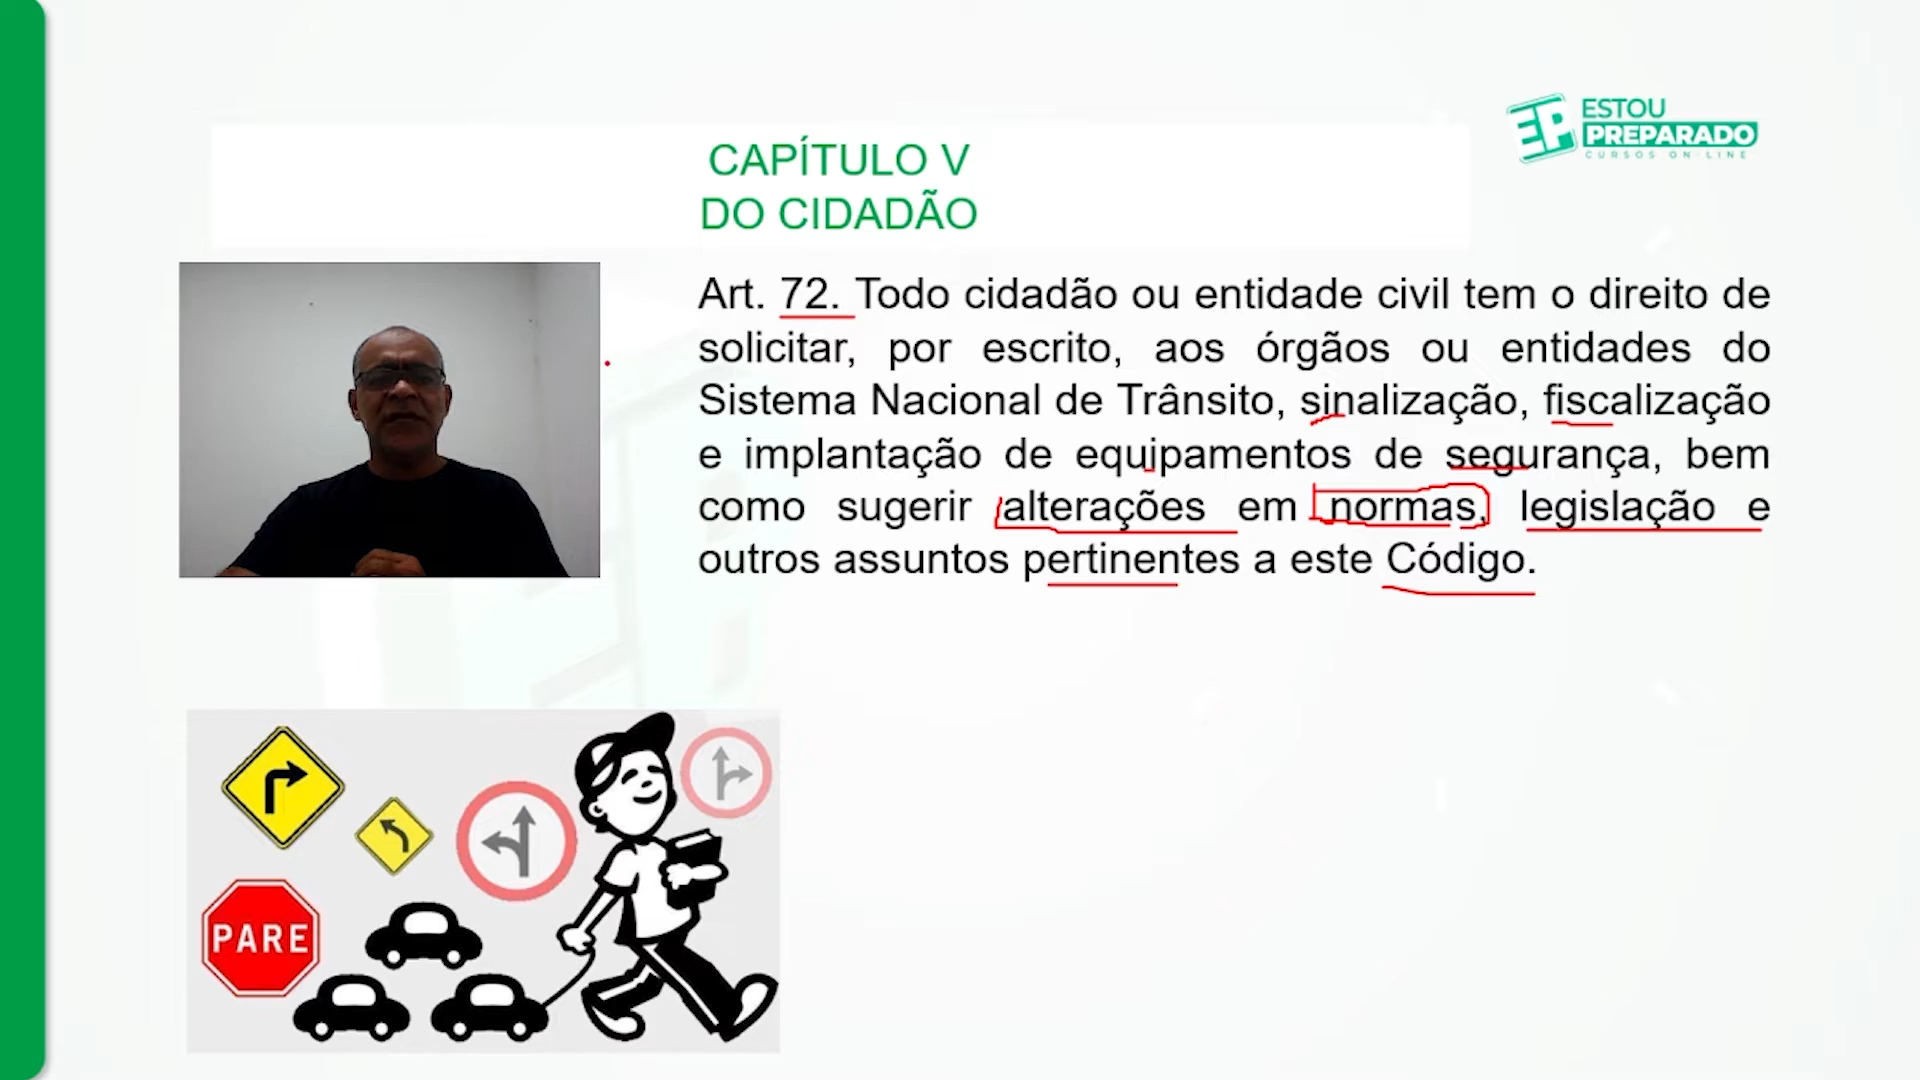 ESTOU
EP PREPARADO
CURSOS ON-LINE
CAPÍTULO V
DO CIDADÃO
Art. 72. Todo cidadão ou entidade civil tem o direito de
solicitar, por escrito, aos órgãos ou entidades do
Sistema Nacional de Trânsito, sinalização, fiscalização
e implantação de equipamentos de segurança, bem
como sugerir alterações em normas, legislação e
outros assuntos pertinentes a este Código.
PARE